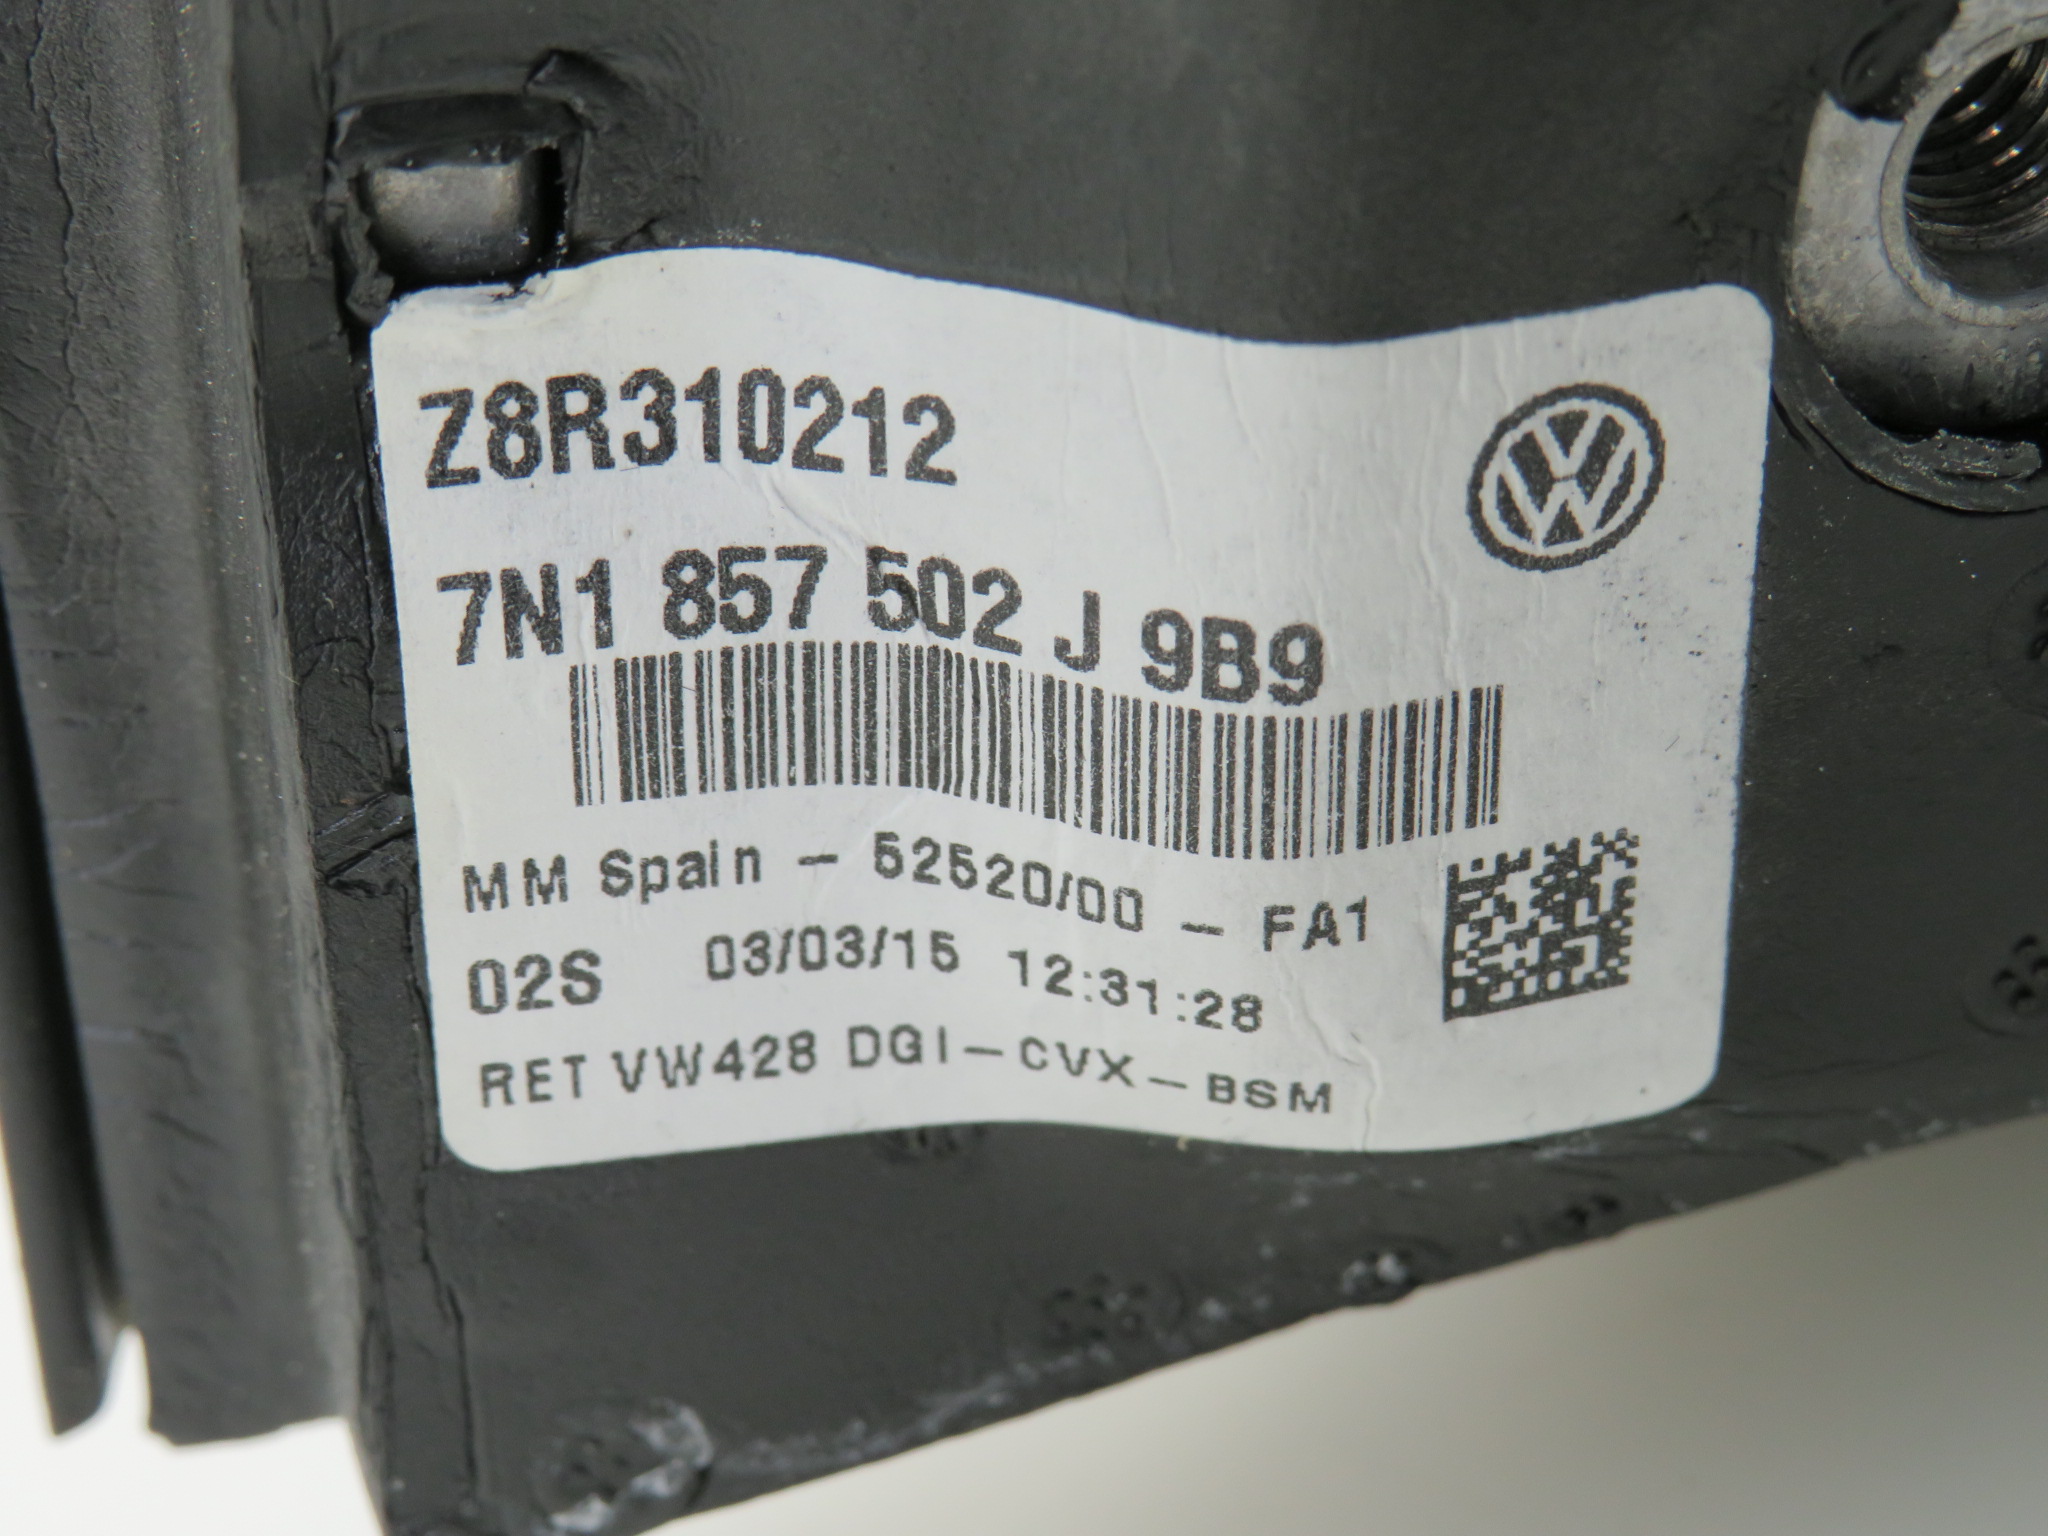 Z8R310212
7N1 857 502 J 9B9
MM Spain - 52520/00 - FA1
02S 03/03/15 12:31:28
RET VW428 DGI-CVX-BSM